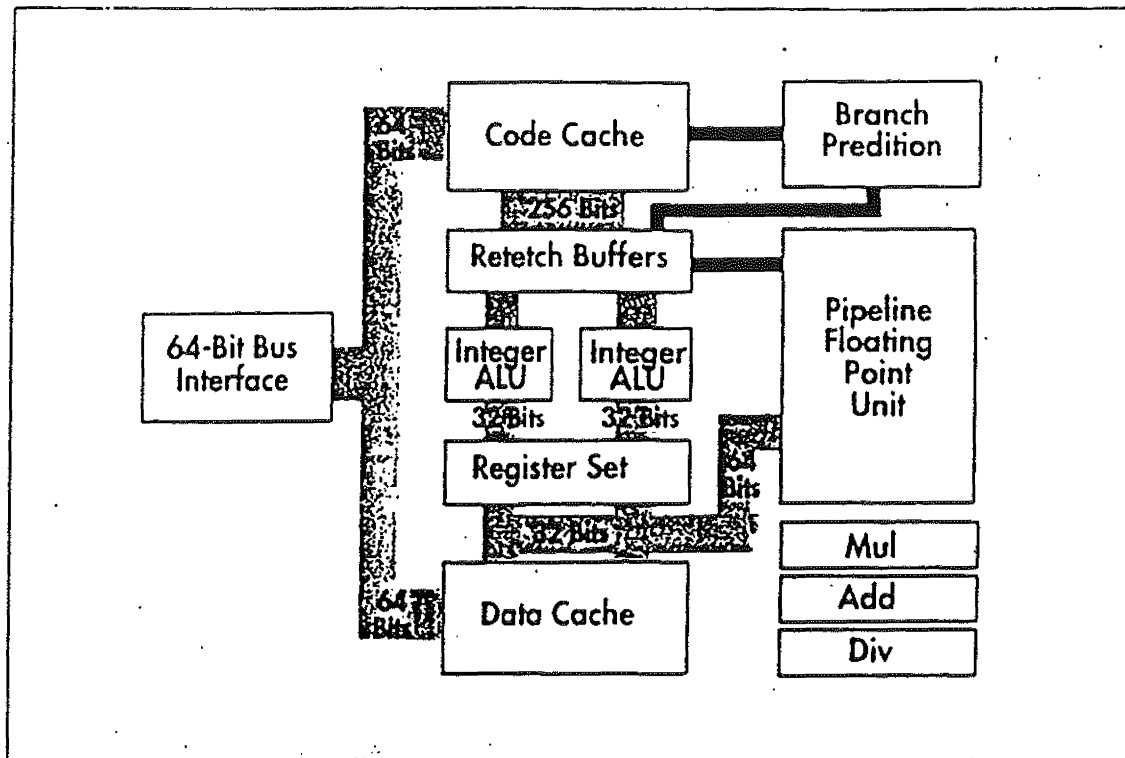 64
Bits
Code Cache
Branch
Predition
256 Bits
Retetch Buffers
64-Bit Bus
Interface
Integer
ALU
Integer
ALU
Pipeline
Floating
Point
Unit
32 Bits
32 Bits
Register Set
64
Bits
32 Bits
Mul
Add
Div
64
Bits
Data Cache